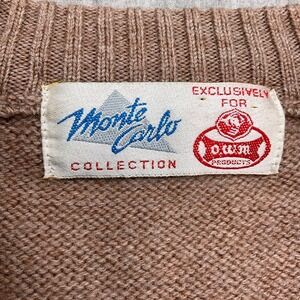 Monte
Carlo
COLLECTION
EXCLUSIVELY
FOR
O.W.M
PRODUCTS